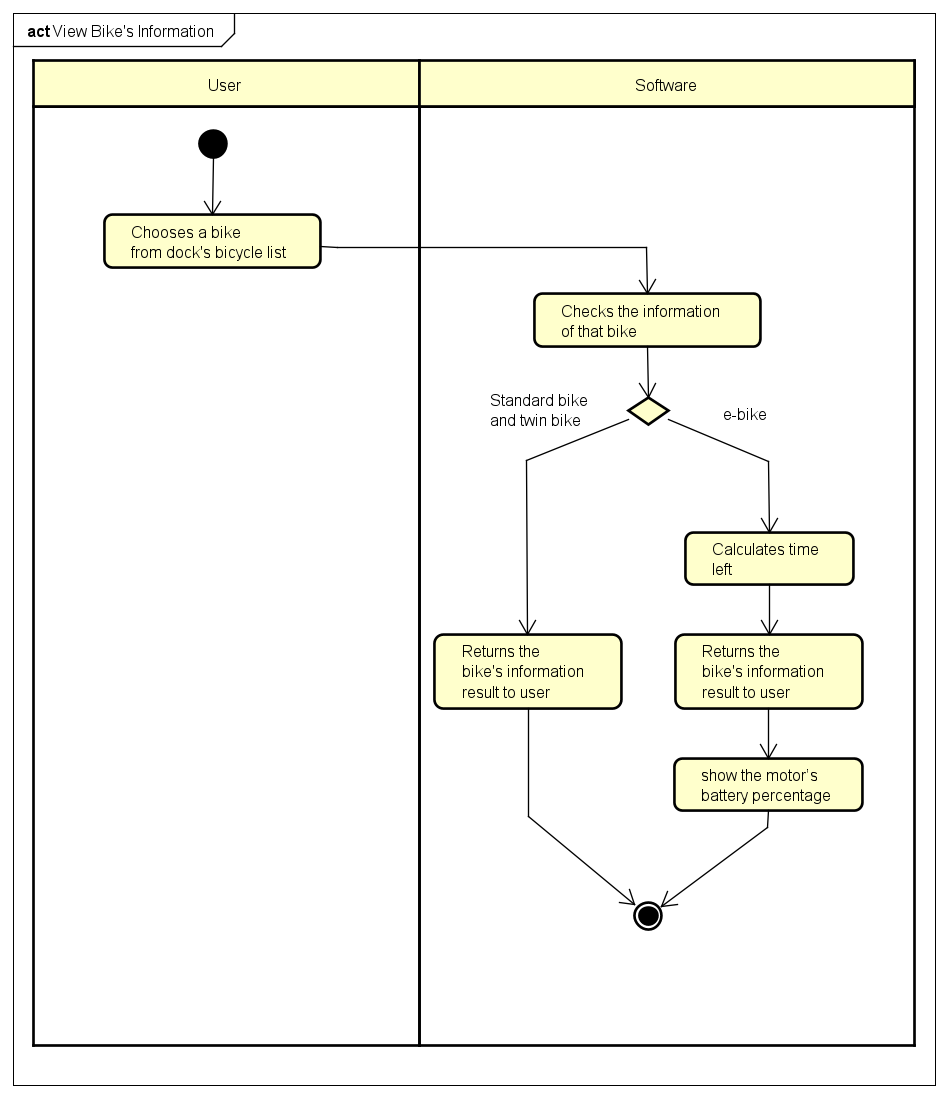 act View Bike's Information
User
Software
Chooses a bike
from dock's bicycle list
Checks the information
of that bike
Standard bike
and twin bike
e-bike
Calculates time
left
Returns the
bike's information
result to user
Returns the
bike's information
result to user
show the motor's
battery percentage